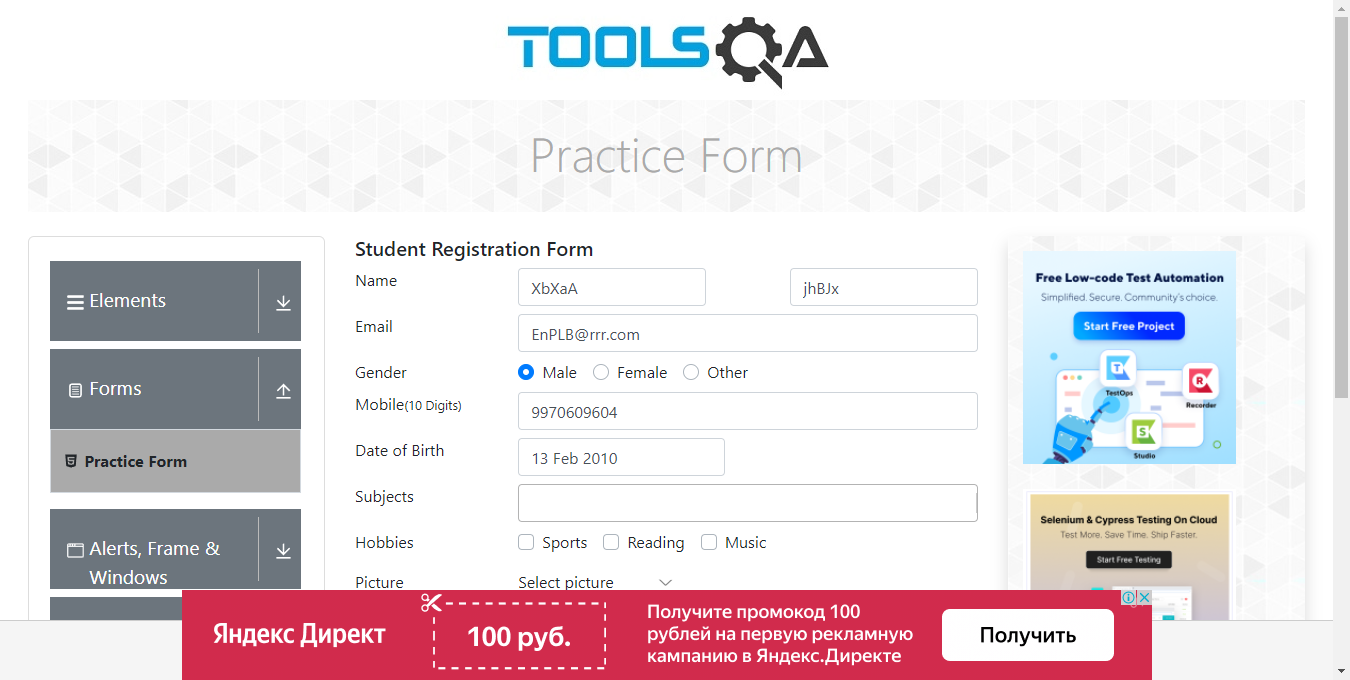 TOOLSQA
Practice Form
Elements
Forms
Practice Form
Alerts, Frame &
Windows
Student Registration Form
Name
XbXaA
jhBJx
Email
EnPLB@rrr.com
Gender
Male
Female
Other
Mobile(10 Digits)
9970609604
Date of Birth
13 Feb 2010
Subjects
Hobbies
Sports
Reading
Music
Picture
Select picture
Free Low-code Test Automation
Simplified. Secure. Community's choice.
Start Free Project
TestOps
Recorder
Studio
Selenium & Cypress Testing On Cloud
Test More. Save Time. Ship Faster.
Start Free Testing
Яндекс Директ
100 руб.
Получите промокод 100
рублей на первую рекламную
кампанию в Яндекс.Директе
Получить